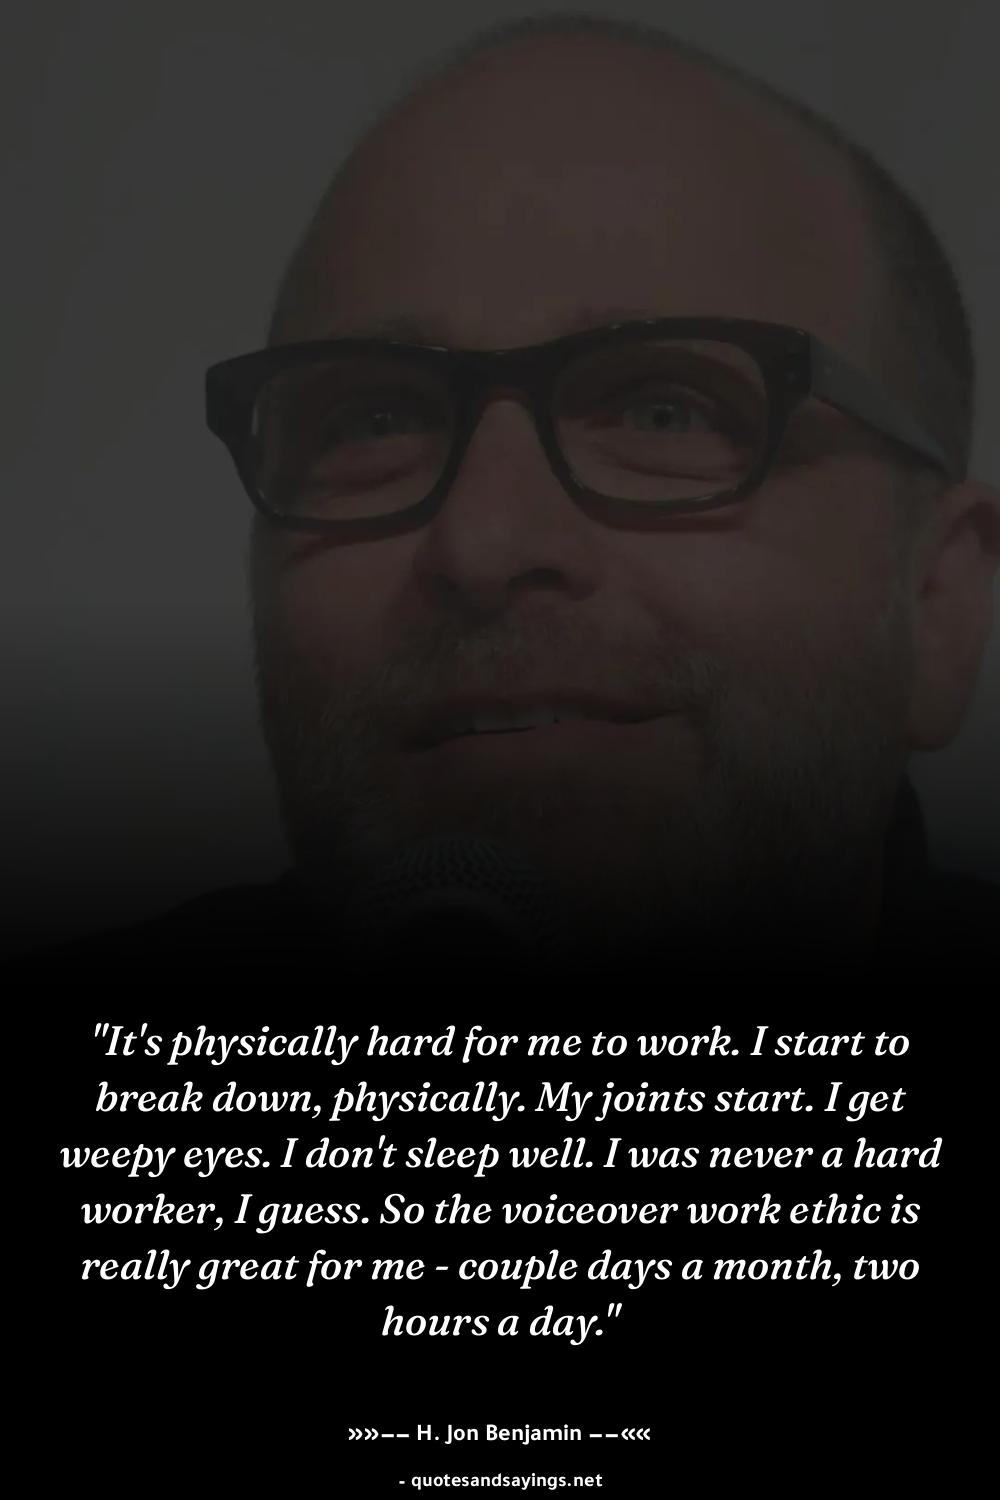 "It's physically hard for me to work. I start to
break down, physically. My joints start. I get
weepy eyes. I don't sleep well. I was never a hard
worker, I guess. So the voiceover work ethic is
really great for me - couple days a month, two
hours a day."
»»−− H. Jon Benjamin −−««
- quotesandsayings.net